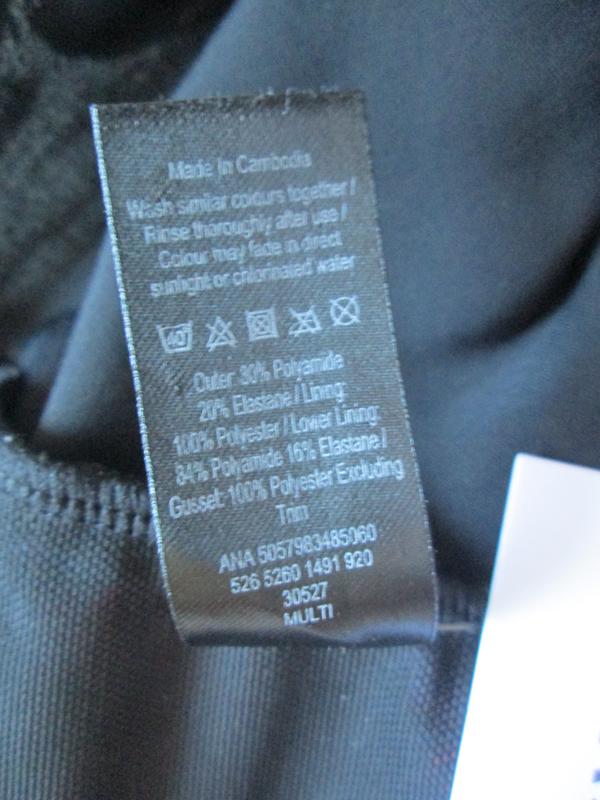 Made in Cambodia
Wash similar colours together /
Rinse thoroughly after use /
Colour may fade in direct
sunlight or chlorinated water
40
Outer: 80% Polyamide
20% Elastane / Lining:
100% Polyester / Lower Lining:
84% Polyamide 16% Elastane /
Gusset: 100% Polyester Excluding
Trim
ANA 5057983485060
526 5260 1491 920
30527
MULTI